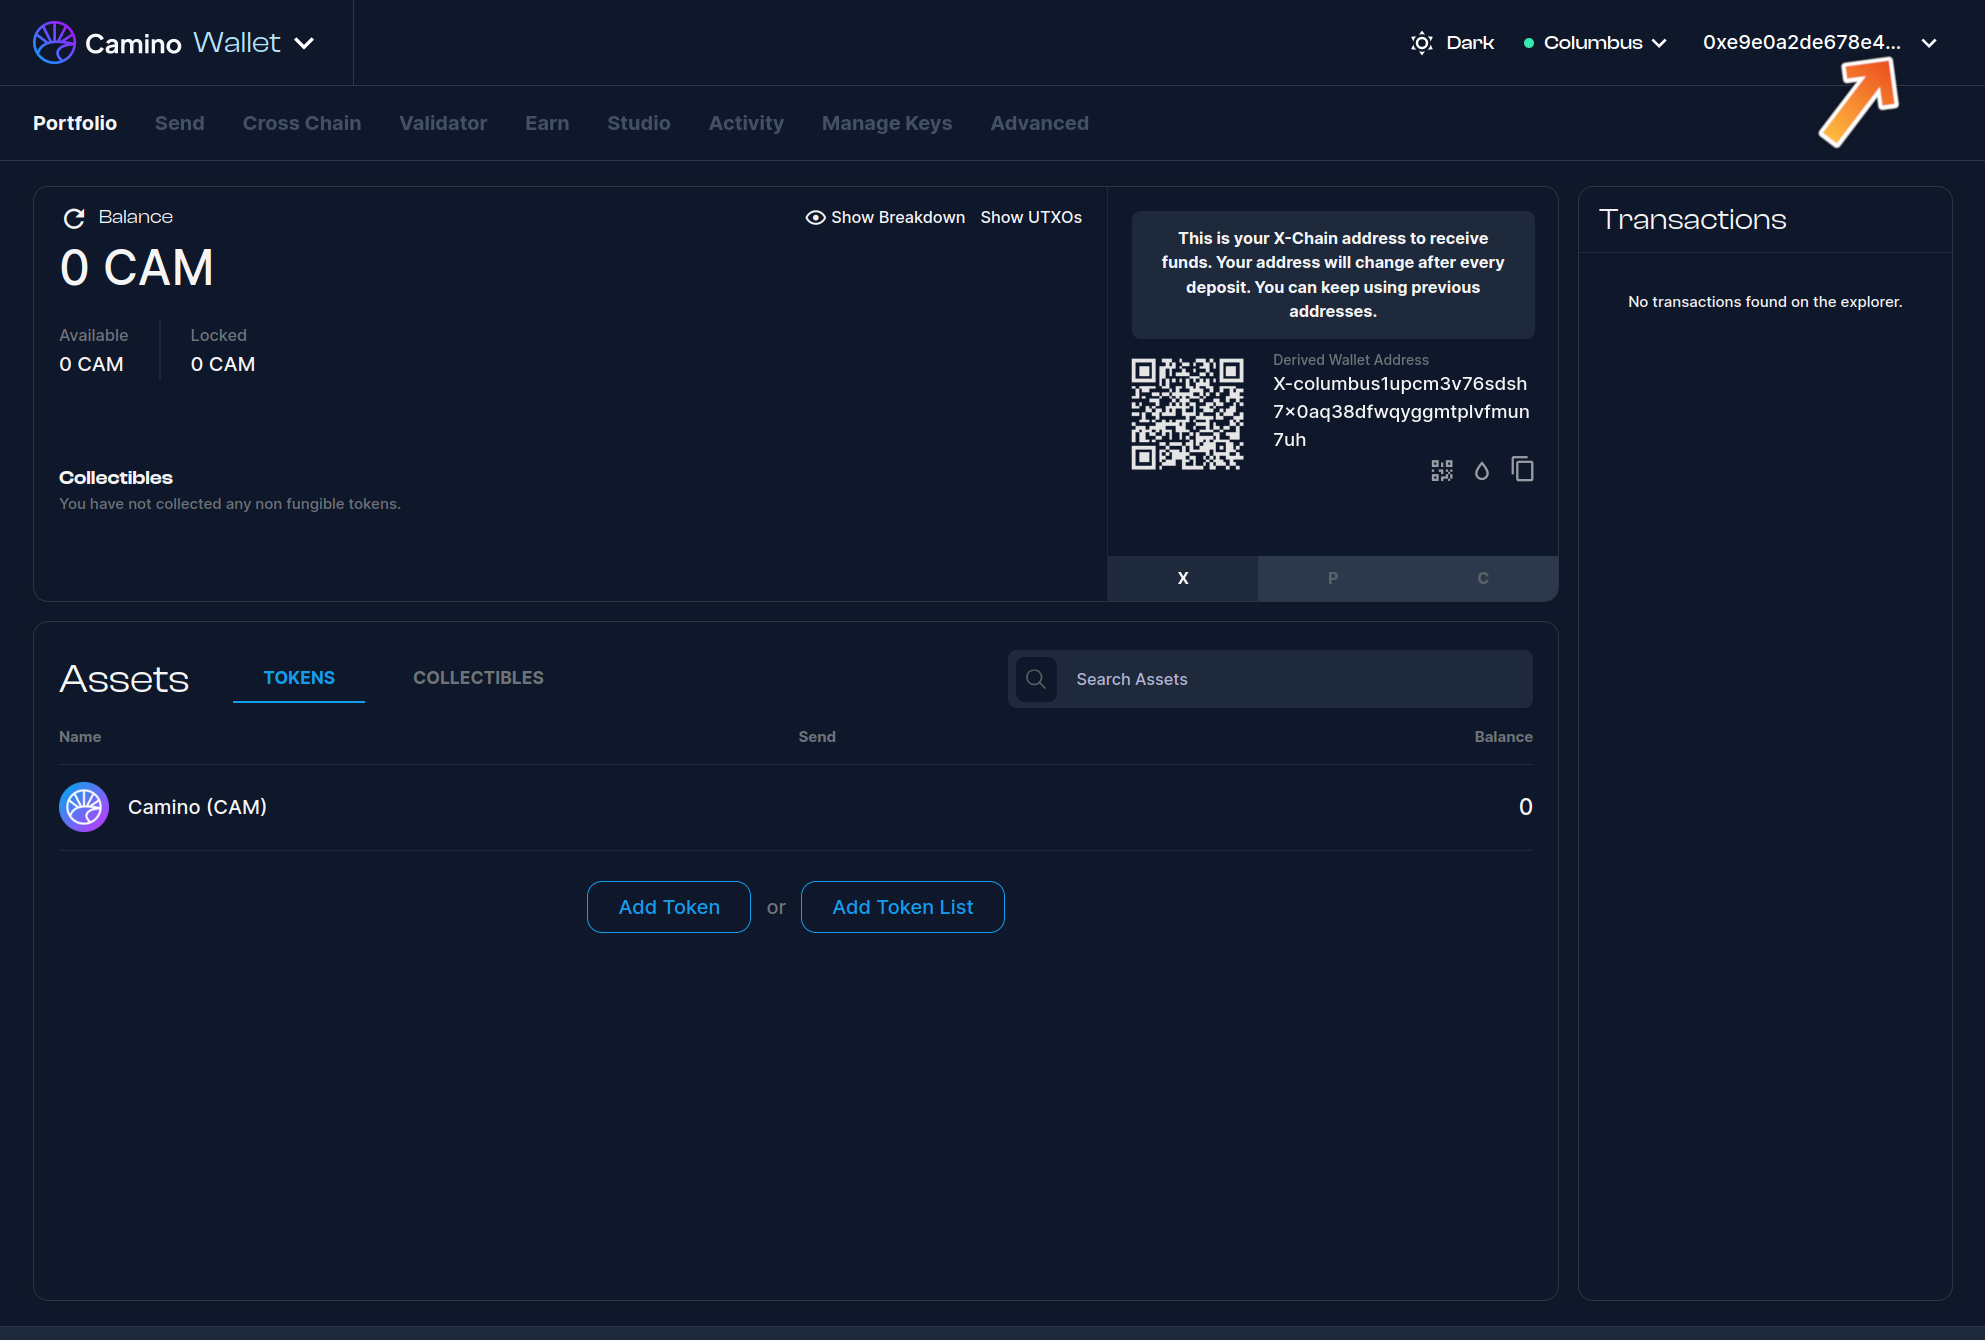 Camino Wallet
Dark
Columbus
0xe9e0a2de678e4...
Portfolio
Send
Cross Chain
Validator
Earn
Studio
Activity
Manage Keys
Advanced
Balance
Show Breakdown
Show UTXOs
0 CAM
Available
0 CAM
Locked
0 CAM
Collectibles
You have not collected any non fungible tokens.
This is your X-Chain address to receive
funds. Your address will change after every
deposit. You can keep using previous
addresses.
Derived Wallet Address
X-columbus1upcm3v76sdsh
7x0aq38dfwqyggmtplvfmun
7uh
X
P
C
Transactions
No transactions found on the explorer.
Assets
TOKENS
COLLECTIBLES
Search Assets
Name
Send
Balance
Camino (CAM)
0
Add Token
or
Add Token List